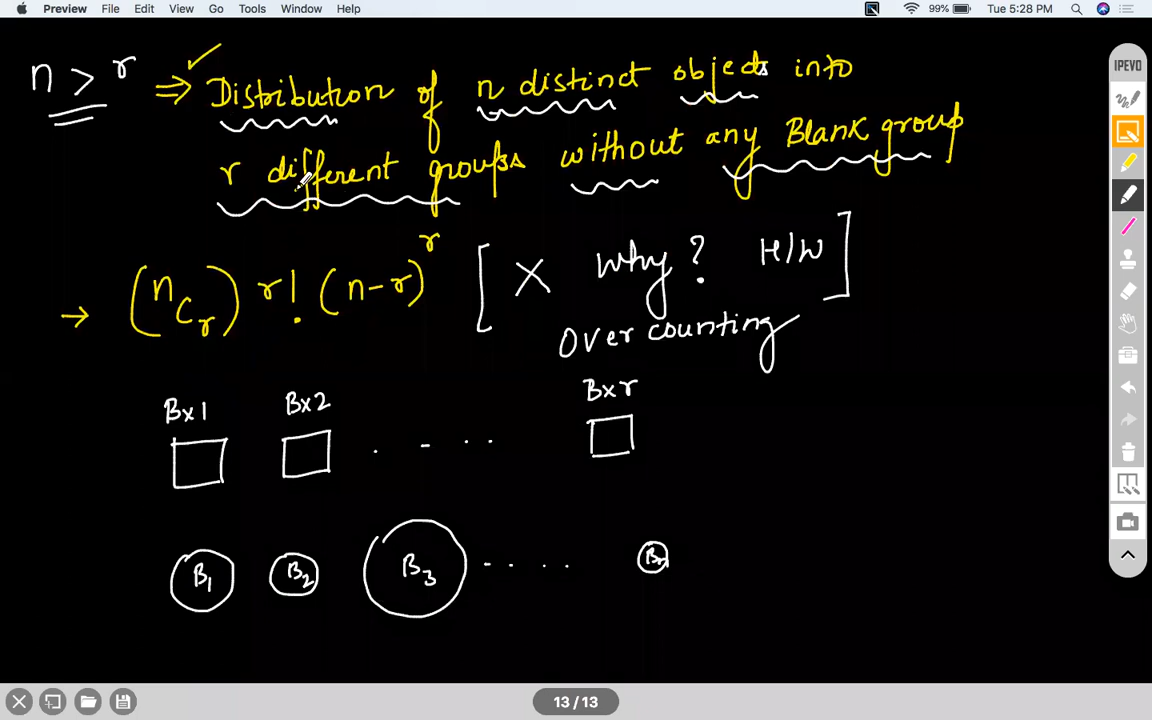 Preview File Edit View Go Tools Window Help 99% Tue 5:28 PM
n > r ⇒ Distribution of n distinct objects into
r different groups without any Blank group
IPEVO
→ (nCr) r! (n-r)^r [ X why? H/W ]
Over counting
Bx1 Bx2 . - . . Bxr
B1 B2 B3 - . . . . Bn
13 / 13